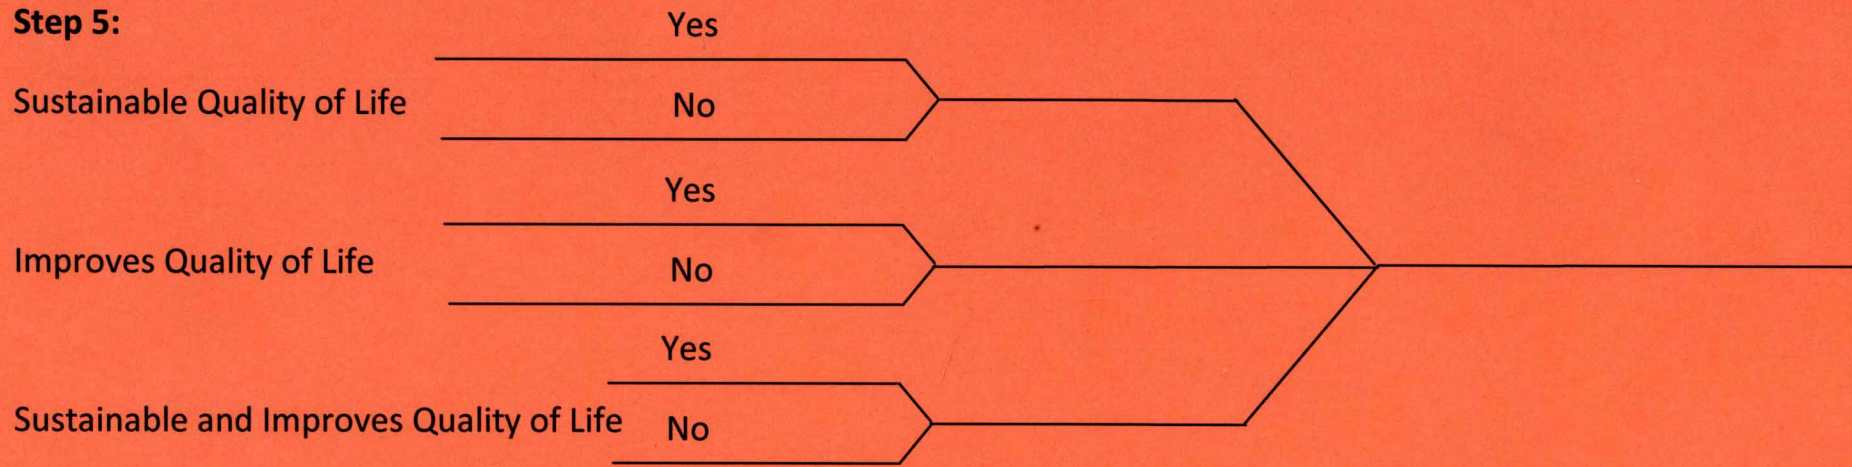 Step 5:
Yes
Sustainable Quality of Life
No
Yes
Improves Quality of Life
No
Yes
Sustainable and Improves Quality of Life
No